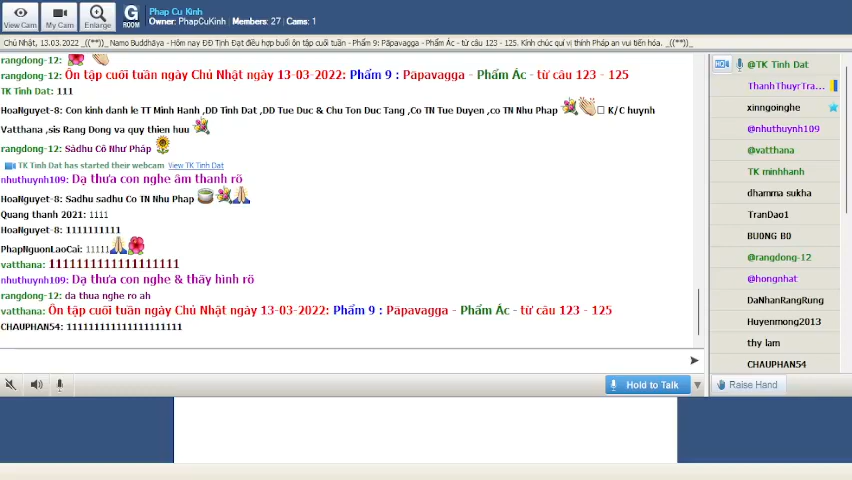 View Cam
My Cam
Enlarge
G
ROOM
Phap Cu Kinh
Owner: PhapCuKinh | Members: 27 | Cams: 1
Chủ Nhật, 13.03.2022 _((**))_ Namo Buddhāya - Hôm nay ĐĐ Tịnh Đạt điều hợp buổi ôn tập cuối tuần - Phẩm 9: Pāpavagga - Phẩm Ác - từ câu 123 - 125. Kính chúc quí vị thính Pháp an vui tiến hóa. _((**))_
rangdong-12:
rangdong-12: Ôn tập cuối tuần ngày Chủ Nhật ngày 13-03-2022: Phẩm 9 : Pāpavagga - Phẩm Ác - từ câu 123 - 125
TK Tinh Dat: 111
HoaNguyet-8: Con kinh danh le TT Minh Hanh ,DD Tinh Dat ,DD Tue Duc & Chu Ton Duc Tang ,Co TN Tue Duyen ,co TN Nhu Phap K/C huynh
Vatthana ,sis Rang Dong va quy thien huu
rangdong-12: Sādhu Cô Như Pháp
TK Tinh Dat has started their webcam View TK Tinh Dat
nhuthuynh109: Dạ thưa con nghe âm thanh rõ
HoaNguyet-8: Sadhu sadhu Co TN Nhu Phap
Quang thanh 2021: 1111
HoaNguyet-8: 1111111111
PhapNguonLaoCai: 11111
vatthana: 1111111111111111111
nhuthuynh109: Dạ thưa con nghe & thấy hình rõ
rangdong-12: da thua nghe ro ah
vatthana: Ôn tập cuối tuần ngày Chủ Nhật ngày 13-03-2022: Phẩm 9 : Pāpavagga - Phẩm Ác - từ câu 123 - 125
CHAUPHAN54: 111111111111111111111
Hold to Talk
HD
@TK Tinh Dat
ThanhThuyrTra...
xinngoinghe
@nhuthuynh109
@vatthana
TK minhhanh
dhamma sukha
TranDao1
BUÔNG BỎ
@rangdong-12
@hongnhat
DaNhanRangRung
Huyenmong2013
thy lam
CHAUPHAN54
Raise Hand